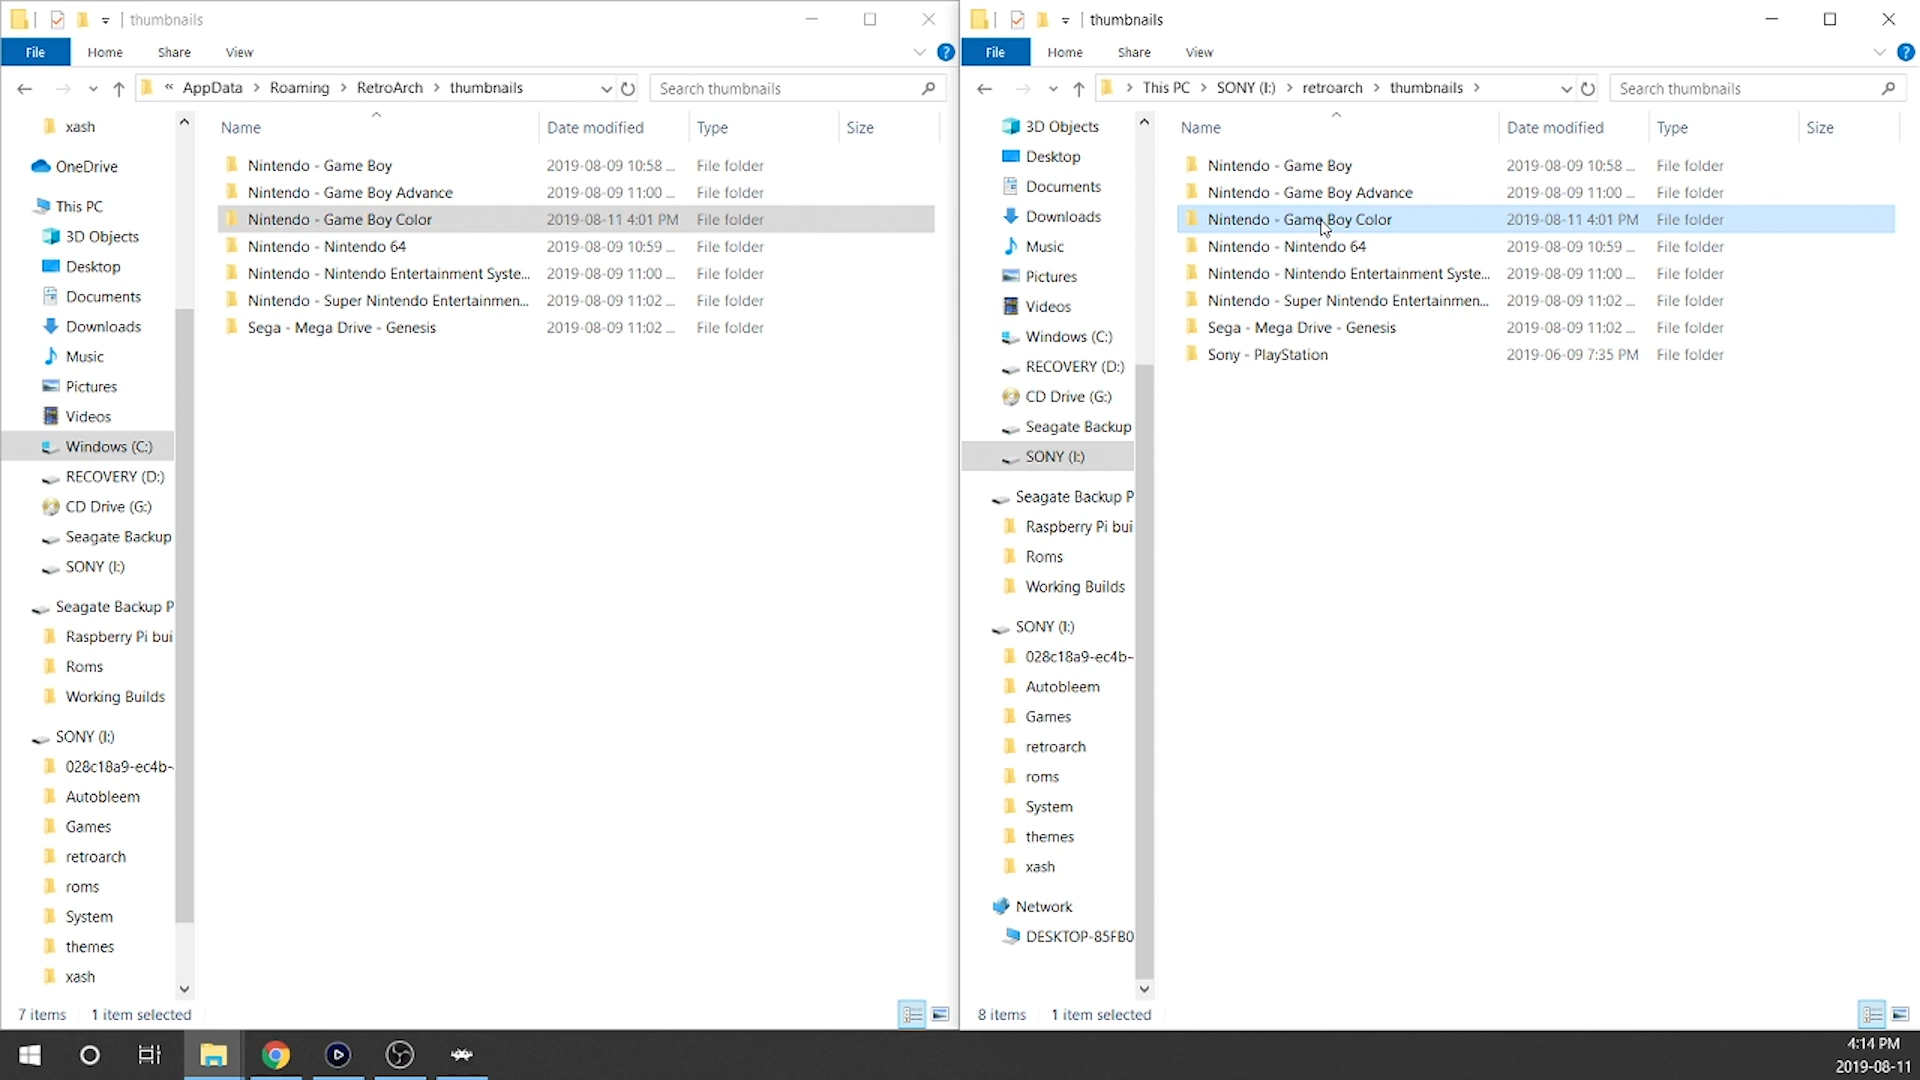 thumbnails
File Home Share View
« AppData > Roaming > RetroArch > thumbnails
Search thumbnails
xash
OneDrive
This PC
3D Objects
Desktop
Documents
Downloads
Music
Pictures
Videos
Windows (C:)
RECOVERY (D:)
CD Drive (G:)
Seagate Backup
SONY (I:)
Seagate Backup P
Raspberry Pi bui
Roms
Working Builds
SONY (I:)
028c18a9-ec4b-
Autobleem
Games
retroarch
roms
System
themes
xash
Name Date modified Type Size
Nintendo - Game Boy 2019-08-09 10:58 ... File folder
Nintendo - Game Boy Advance 2019-08-09 11:00 ... File folder
Nintendo - Game Boy Color 2019-08-11 4:01 PM File folder
Nintendo - Nintendo 64 2019-08-09 10:59 ... File folder
Nintendo - Nintendo Entertainment Syste... 2019-08-09 11:00 ... File folder
Nintendo - Super Nintendo Entertainmen... 2019-08-09 11:02 ... File folder
Sega - Mega Drive - Genesis 2019-08-09 11:02 ... File folder
7 items 1 item selected
thumbnails
File Home Share View
> This PC > SONY (I:) > retroarch > thumbnails >
Search thumbnails
3D Objects
Desktop
Documents
Downloads
Music
Pictures
Videos
Windows (C:)
RECOVERY (D:)
CD Drive (G:)
Seagate Backup
SONY (I:)
Seagate Backup P
Raspberry Pi bui
Roms
Working Builds
SONY (I:)
028c18a9-ec4b-
Autobleem
Games
retroarch
roms
System
themes
xash
Network
DESKTOP-85FB0
Name Date modified Type Size
Nintendo - Game Boy 2019-08-09 10:58 ... File folder
Nintendo - Game Boy Advance 2019-08-09 11:00 ... File folder
Nintendo - Game Boy Color 2019-08-11 4:01 PM File folder
Nintendo - Nintendo 64 2019-08-09 10:59 ... File folder
Nintendo - Nintendo Entertainment Syste... 2019-08-09 11:00 ... File folder
Nintendo - Super Nintendo Entertainmen... 2019-08-09 11:02 ... File folder
Sega - Mega Drive - Genesis 2019-08-09 11:02 ... File folder
Sony - PlayStation 2019-06-09 7:35 PM File folder
8 items 1 item selected
4:14 PM
2019-08-11